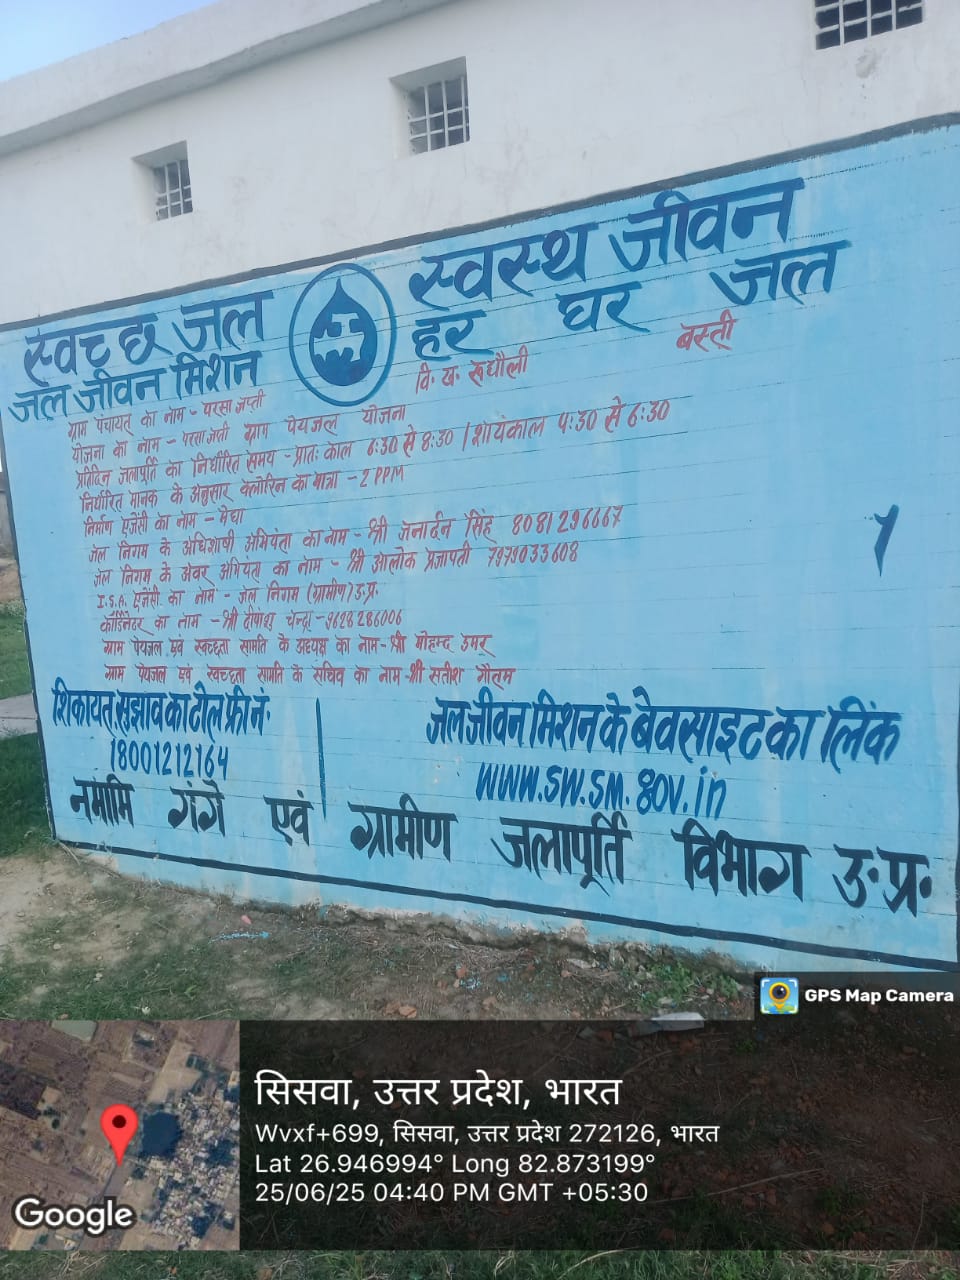 स्वच्छ जल
स्वस्थ जीवन
जल जीवन मिशन
हर घर जल
ग्राम पंचायत का नाम - परसा जप्ती
वि. ख. रूधौली
बस्ती
योजना का नाम - परसा जती ग्राम पेयजल योजना
प्रतिदिन जलापूर्ति का निर्धारित समय - प्रातः काल 6:30 से 8:30 / शायंकाल 4:30 से 6:30
निर्धारित मानक के अनुसार क्लोरिन का मात्रा - 2 PPM
निर्माण एजेंसी का नाम - मेघा
जल निगम के अधिशाषी अभियंता का नाम - श्री जनार्दन सिंह 8081296667
जल निगम के अवर अभियंता का नाम - श्री आलोक प्रजापती
I.S.A. एजेंसी का नाम - जल निगम (ग्रामीण) उ.प्र.
कॉर्डिनेटर का नाम - श्री दीपांशु चन्द्रा - 9628286006
ग्राम पेयजल एवं स्वच्छता समिति के अध्यक्ष का नाम - श्री मोहम्द उमर
ग्राम पेयजल एवं स्वच्छता समिति के सचिव का नाम - श्री सतीश गौतम
1
शिकायत, सुझाव का टोल फ्री नं.
18001212164
जल जीवन मिशन के बेवसाइट का लिंक
www.sw.sm.gov.in
नमामि गंगे एवं ग्रामीण जलापूर्ति विभाग उ. प्र.
GPS Map Camera
सिसवा, उत्तर प्रदेश, भारत
Wvxf+699, सिसवा, उत्तर प्रदेश 272126, भारत
Lat 26.946994° Long 82.873199°
25/06/25 04:40 PM GMT +05:30
Google